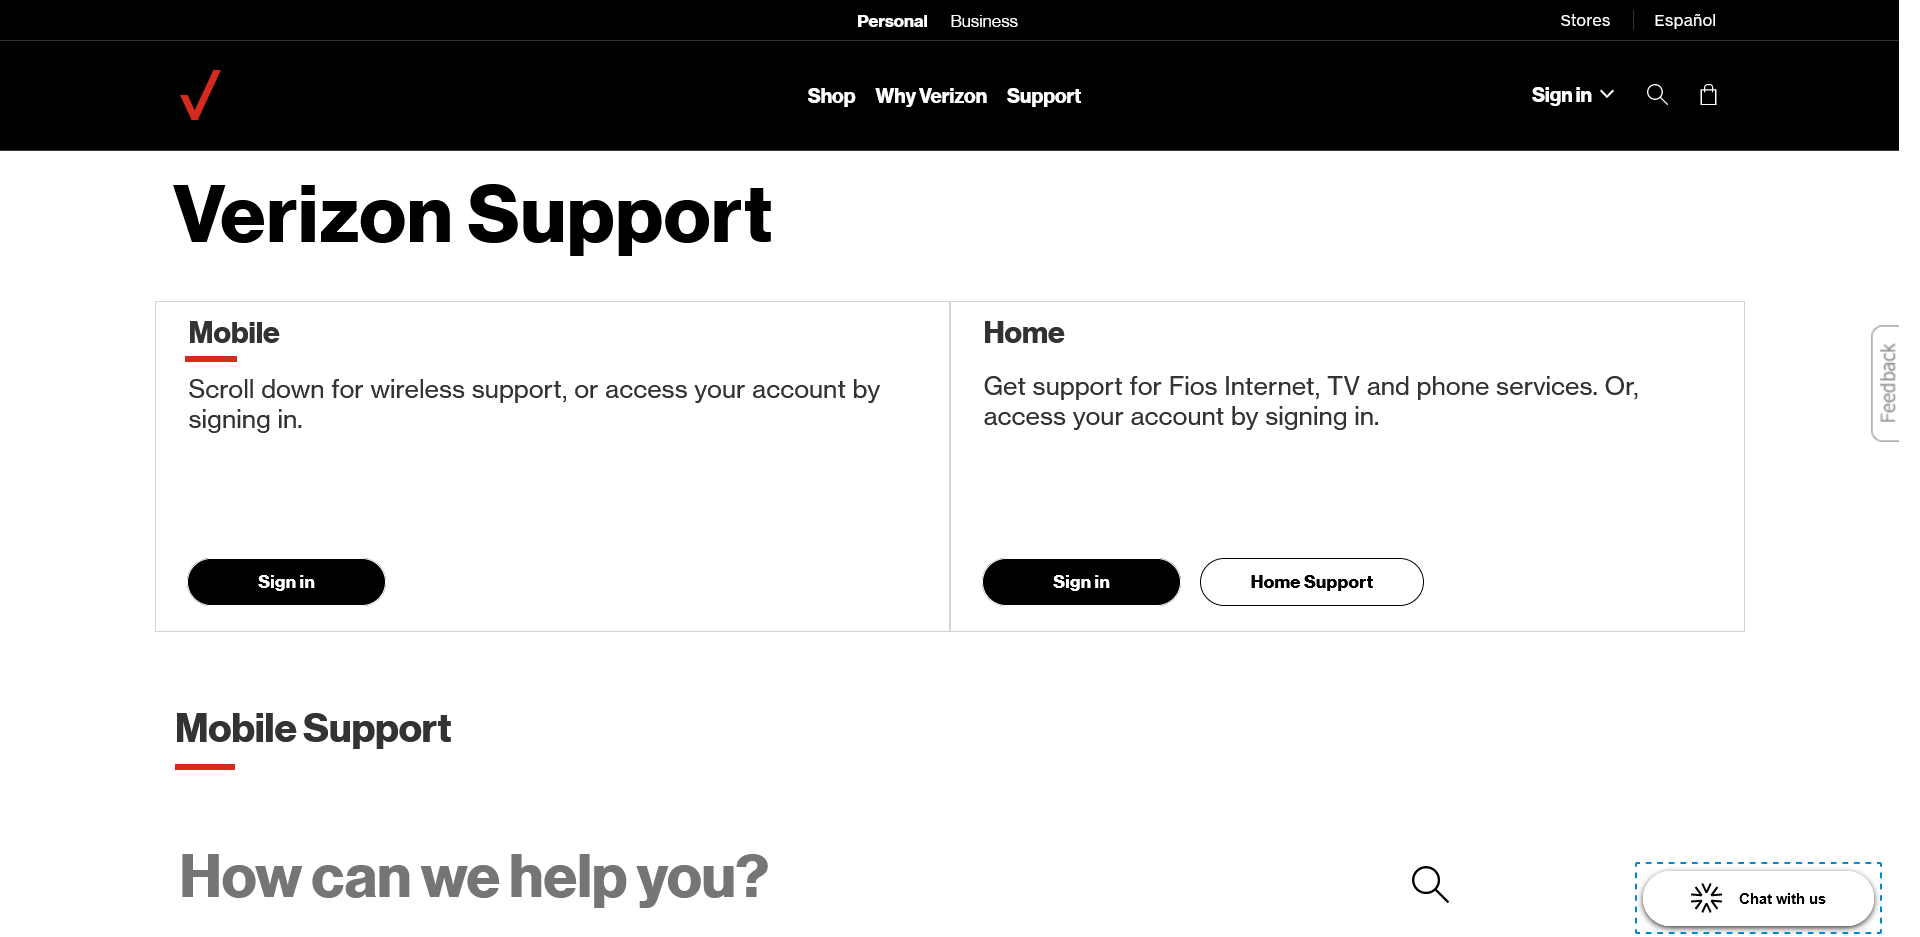 Personal Business
Stores Español
Shop Why Verizon Support
Sign in
Verizon Support
Mobile
Scroll down for wireless support, or access your account by
signing in.
Sign in
Home
Get support for Fios Internet, TV and phone services. Or,
access your account by signing in.
Sign in Home Support
Feedback
Mobile Support
How can we help you?
Chat with us